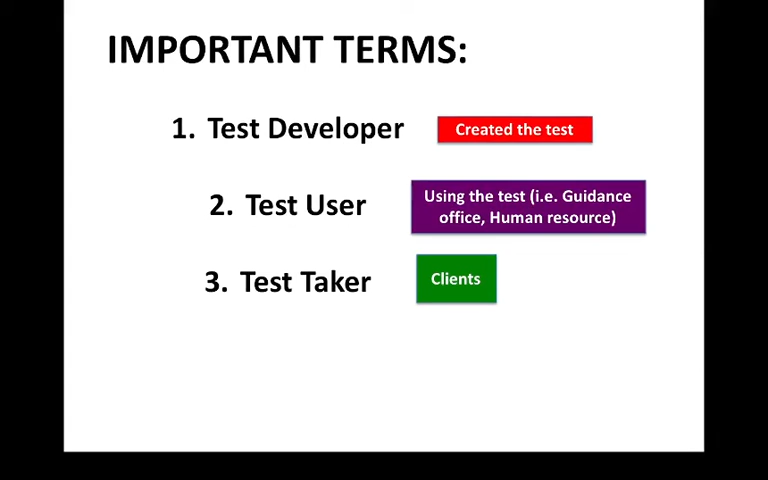 IMPORTANT TERMS:
1. Test Developer
Created the test
2. Test User
Using the test (i.e. Guidance
office, Human resource)
3. Test Taker
Clients